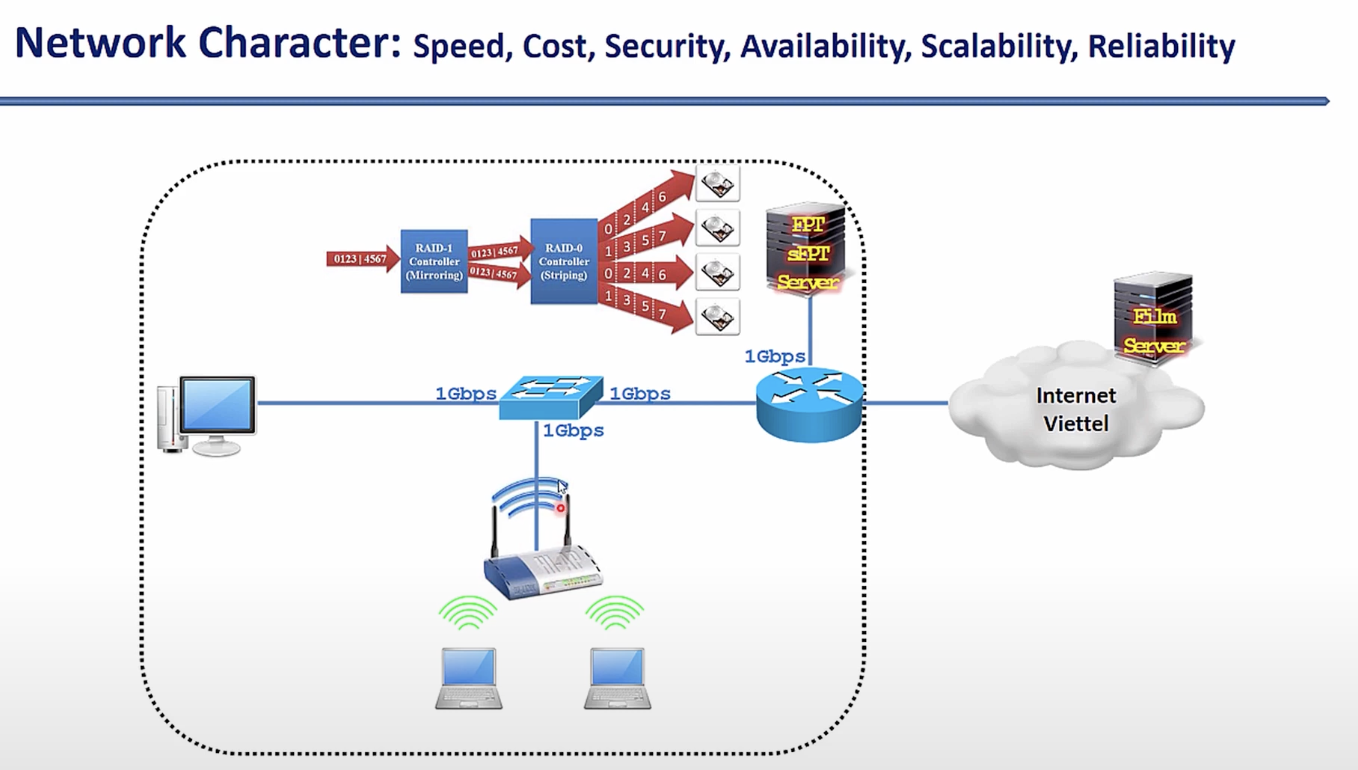 Network Character: Speed, Cost, Security, Availability, Scalability, Reliability
0123 | 4567
RAID-1
Controller
(Mirroring)
0123 | 4567
0123 | 4567
RAID-0
Controller
(Striping)
0 2 4 6
1 3 5 7
0 2 4 6
1 3 5 7
FPT
sFPT
Server
Film
Server
1Gbps
1Gbps
1Gbps
1Gbps
Internet
Viettel